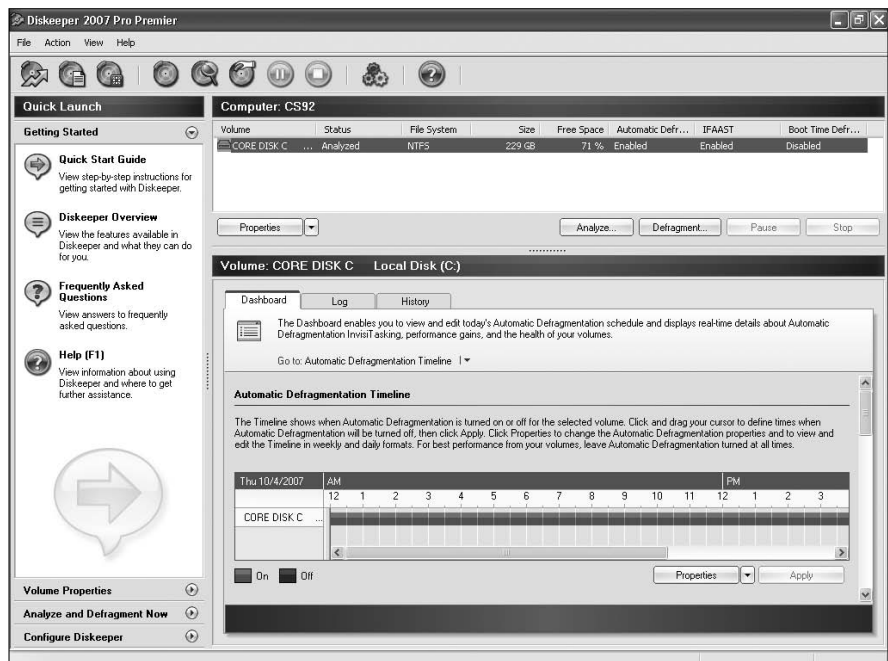 Diskeeper 2007 Pro Premier
File Action View Help
Quick Launch
Getting Started
Quick Start Guide
View step-by-step instructions for
getting started with Diskeeper.
Diskeeper Overview
View the features available in
Diskeeper and what they can do
for you.
Frequently Asked
Questions
View answers to frequently
asked questions.
Help (F1)
View information about using
Diskeeper and where to get
further assistance.
Volume Properties
Analyze and Defragment Now
Configure Diskeeper
Computer: CS92
Volume Status File System Size Free Space Automatic Defr... IFAAST Boot Time Defr...
CORE DISK C ... Analyzed NTFS 229 GB 71 % Enabled Enabled Disabled
Properties Analyze... Defragment... Pause Stop
Volume: CORE DISK C Local Disk (C:)
Dashboard Log History
The Dashboard enables you to view and edit today's Automatic Defragmentation schedule and displays real-time details about Automatic
Defragmentation InvisiTasking, performance gains, and the health of your volumes.
Go to: Automatic Defragmentation Timeline
Automatic Defragmentation Timeline
The Timeline shows when Automatic Defragmentation is turned on or off for the selected volume. Click and drag your cursor to define times when
Automatic Defragmentation will be turned off, then click Apply. Click Properties to change the Automatic Defragmentation properties and to view and
edit the Timeline in weekly and daily formats. For best performance from your volumes, leave Automatic Defragmentation turned at all times.
Thu 10/4/2007 AM PM
12 1 2 3 4 5 6 7 8 9 10 11 12 1 2 3
CORE DISK C ...
On Off
Properties Apply